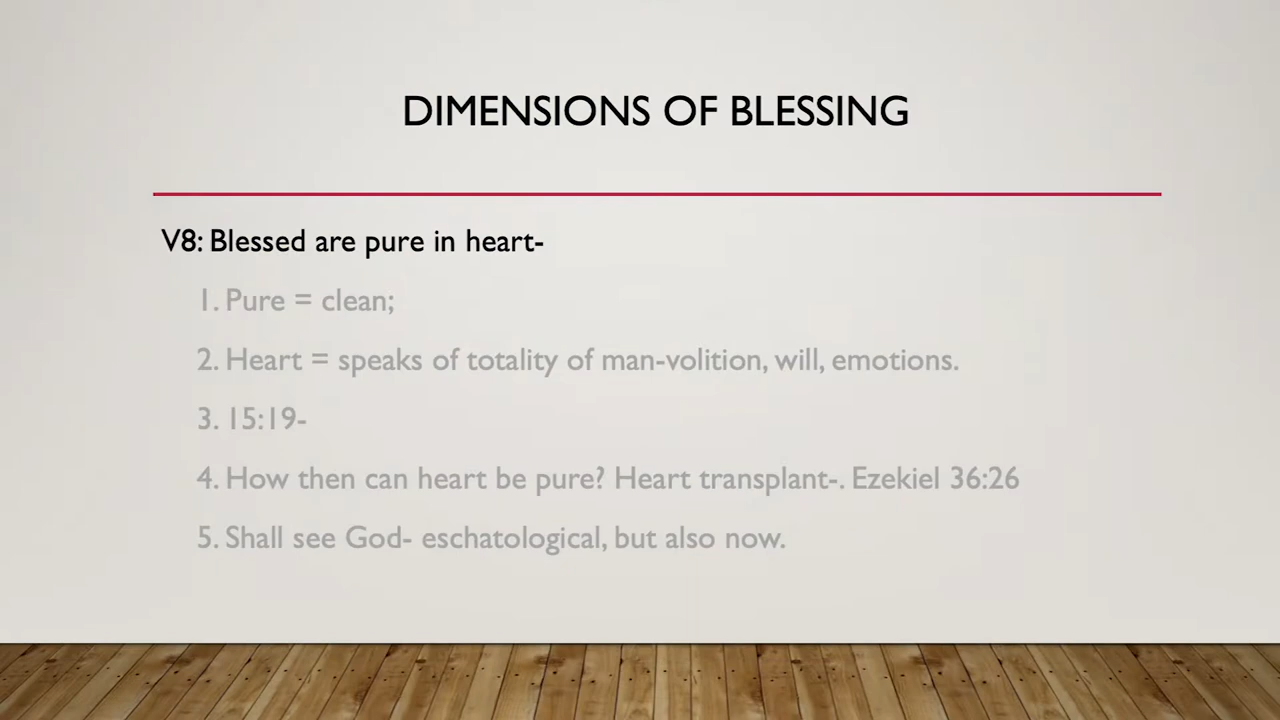 DIMENSIONS OF BLESSING
V8: Blessed are pure in heart-
1. Pure = clean;
2. Heart = speaks of totality of man-volition, will, emotions.
3. 15:19-
4. How then can heart be pure? Heart transplant-. Ezekiel 36:26
5. Shall see God- eschatological, but also now.